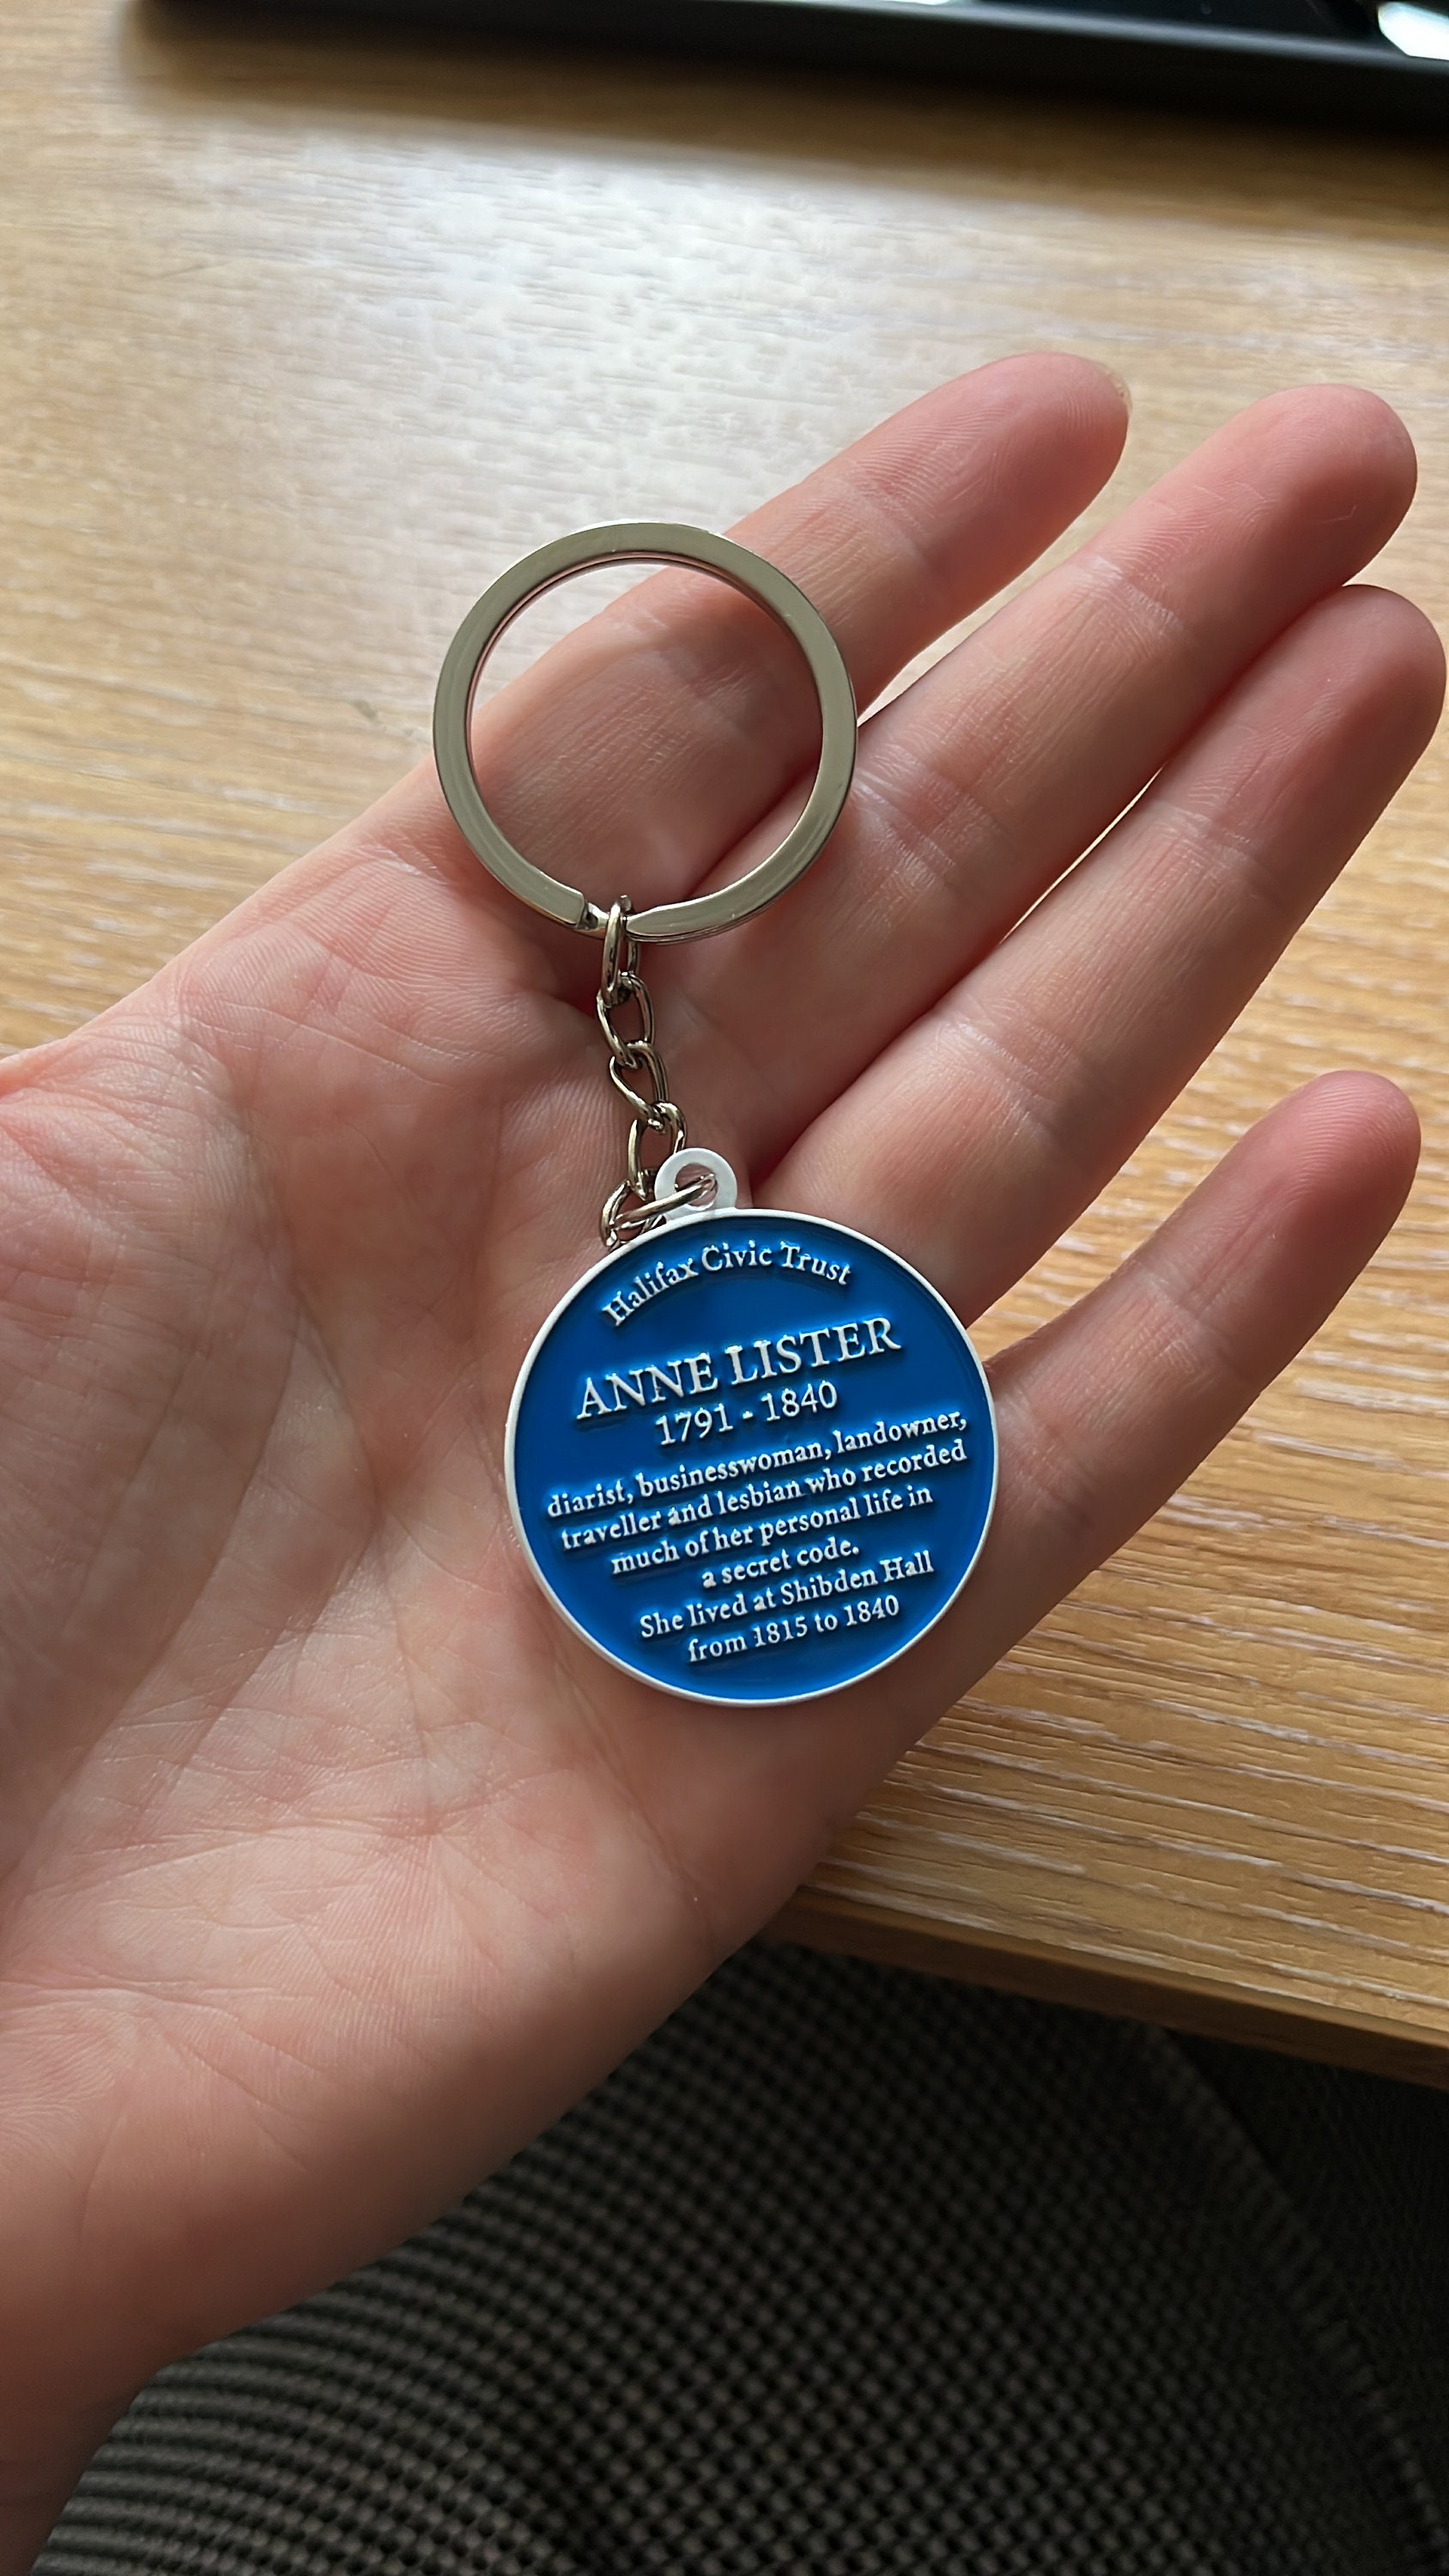 Halifax Civic Trust
ANNE LISTER
1791 - 1840
diarist, businesswoman, landowner,
traveller and lesbian who recorded
much of her personal life in
a secret code.
She lived at Shibden Hall
from 1815 to 1840